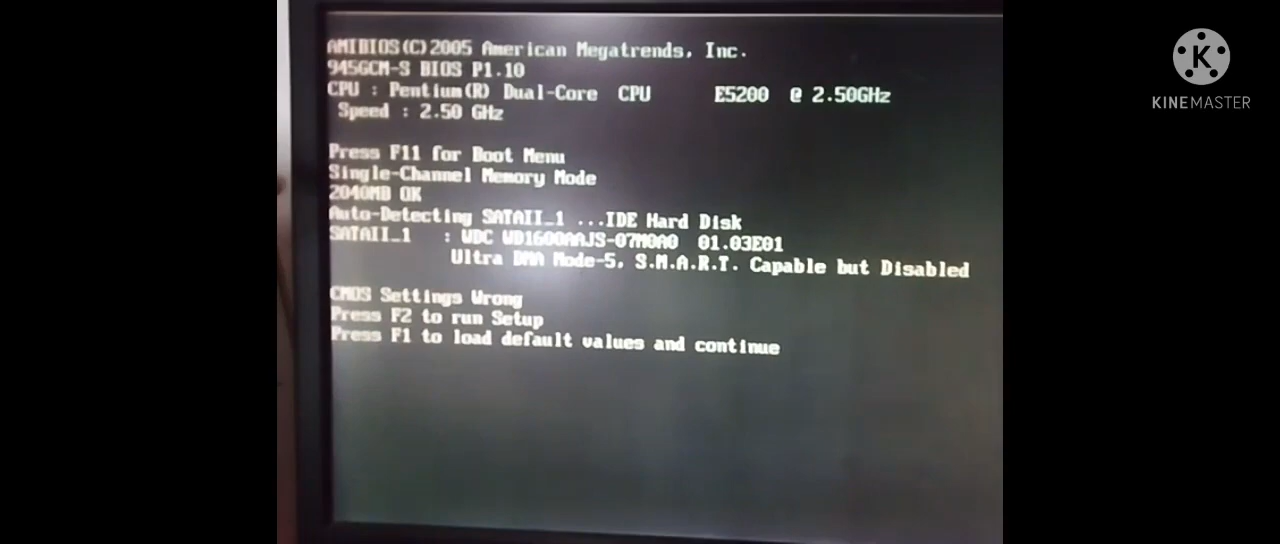 AMIBIOS(C)2005 American Megatrends, Inc.
945GCM-S BIOS P1.10
CPU : Pentium(R) Dual-Core CPU E5200 @ 2.50GHz
Speed : 2.50 GHz
Press F11 for Boot Menu
Single-Channel Memory Mode
2040MB OK
Auto-Detecting SATAII_1 ...IDE Hard Disk
SATAII_1 : WDC WD1600AAJS-07M0A0 01.03E01
Ultra DMA Mode-5, S.M.A.R.T. Capable but Disabled
CMOS Settings Wrong
Press F2 to run Setup
Press F1 to load default values and continue
K
KINEMASTER